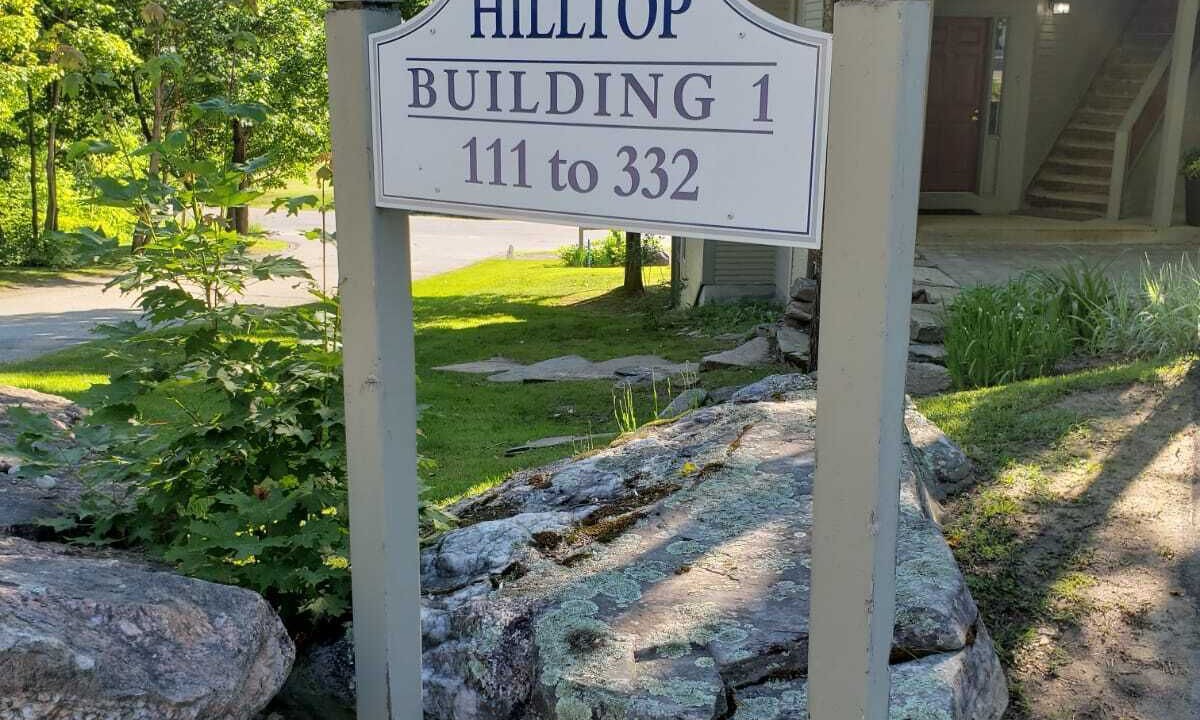 HILLTOP
BUILDING 1
111 to 332